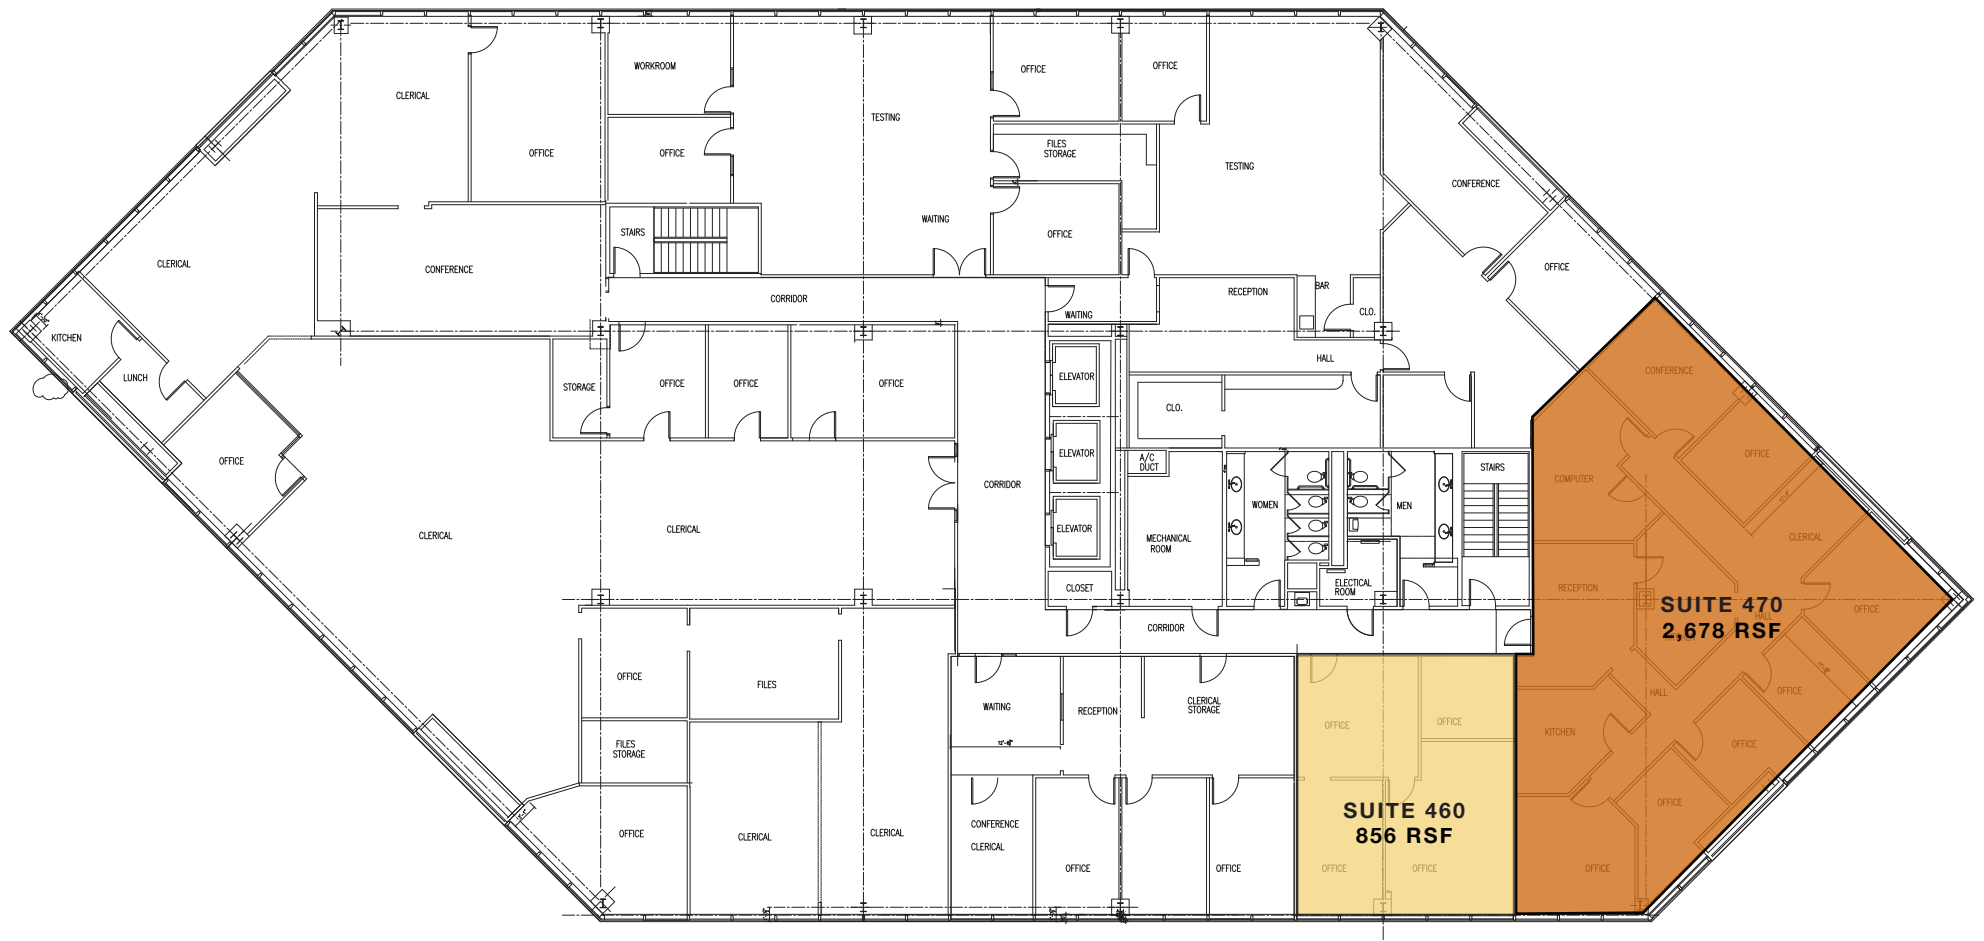 WORKROOM
OFFICE
OFFICE
CLERICAL
TESTING
OFFICE
OFFICE
FILES
STORAGE
TESTING
CONFERENCE
WAITING
STAIRS
OFFICE
CLERICAL
CONFERENCE
OFFICE
RECEPTION
BAR
CORRIDOR
WAITING
CLO.
KITCHEN
HALL
LUNCH
STORAGE
OFFICE
OFFICE
OFFICE
ELEVATOR
CONFERENCE
CLO.
OFFICE
ELEVATOR
A/C
DUCT
STAIRS
OFFICE
COMPUTER
CORRIDOR
WOMEN
MEN
CLERICAL
CLERICAL
ELEVATOR
MECHANICAL
ROOM
CLERICAL
CLOSET
ELECTICAL
ROOM
RECEPTION
SUITE 470
2,678 RSF
HALL
OFFICE
CORRIDOR
OFFICE
FILES
WAITING
RECEPTION
CLERICAL
STORAGE
HALL
OFFICE
OFFICE
OFFICE
KITCHEN
OFFICE
FILES
STORAGE
SUITE 460
856 RSF
OFFICE
OFFICE
CLERICAL
CLERICAL
CONFERENCE
CLERICAL
OFFICE
OFFICE
OFFICE
OFFICE
OFFICE